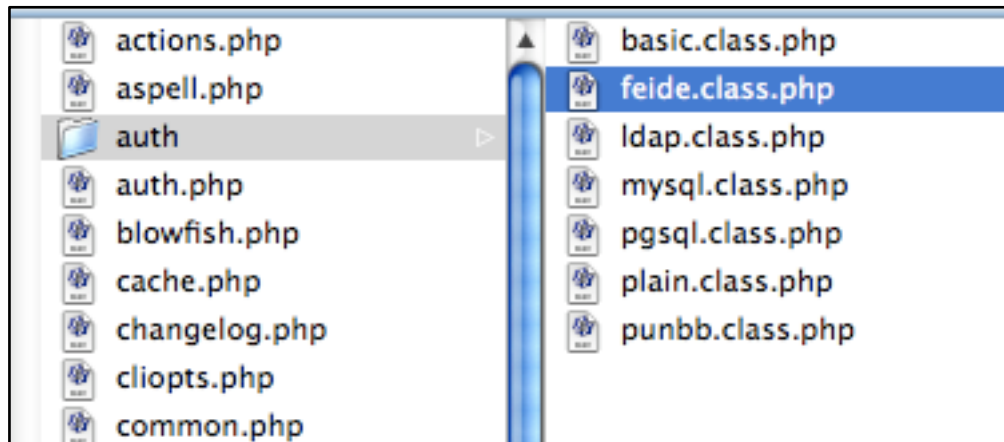 actions.php
aspell.php
auth
auth.php
blowfish.php
cache.php
changelog.php
cliopts.php
common.php
basic.class.php
feide.class.php
ldap.class.php
mysql.class.php
pgsql.class.php
plain.class.php
punbb.class.php